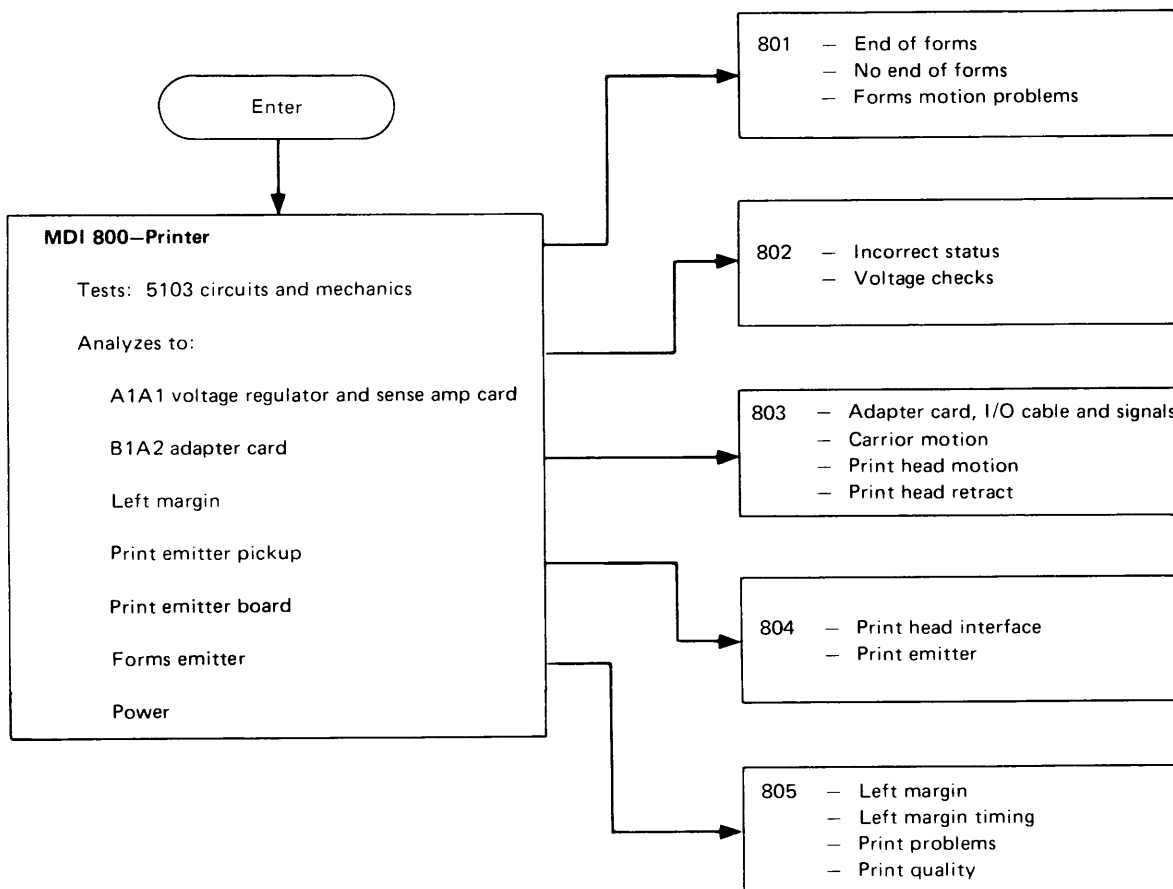 Enter
MDI 800—Printer
Tests: 5103 circuits and mechanics
Analyzes to:
A1A1 voltage regulator and sense amp card
B1A2 adapter card
Left margin
Print emitter pickup
Print emitter board
Forms emitter
Power
801 — End of forms
— No end of forms
— Forms motion problems
802 — Incorrect status
— Voltage checks
803 — Adapter card, I/O cable and signals
— Carrior motion
— Print head motion
— Print head retract
804 — Print head interface
— Print emitter
805 — Left margin
— Left margin timing
— Print problems
— Print quality